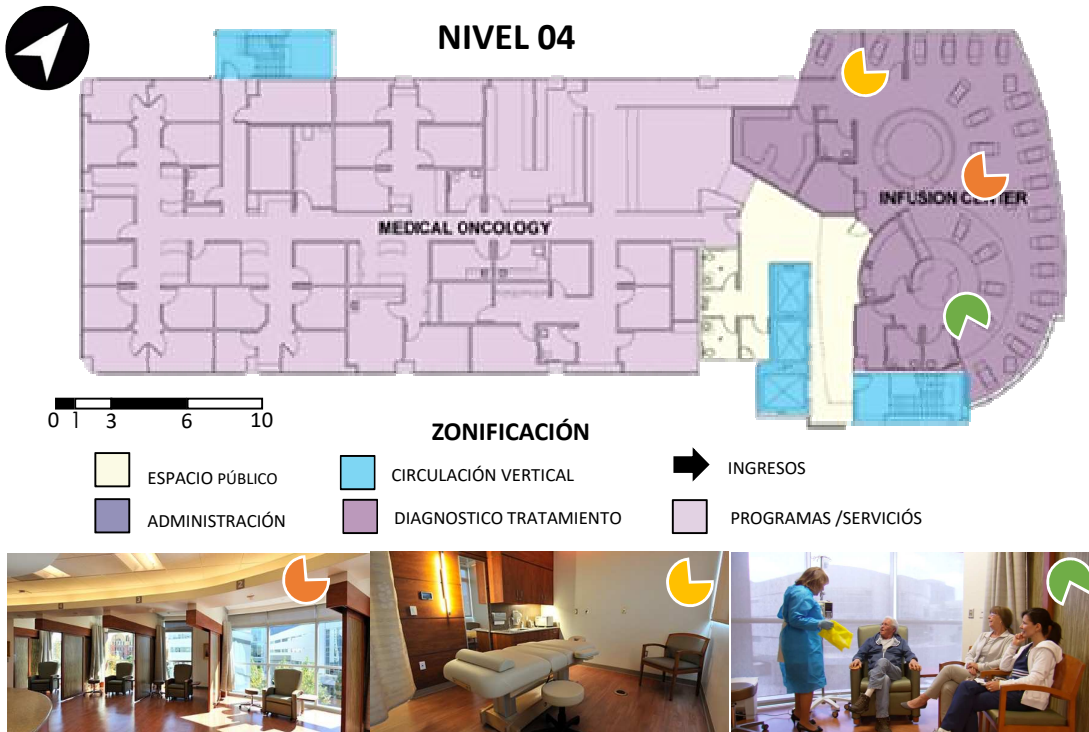 NIVEL 04
MEDICAL ONCOLOGY
INFUSION CENTER
0 1 3 6 10
ZONIFICACIÓN
ESPACIO PÚBLICO
CIRCULACIÓN VERTICAL
INGRESOS
ADMINISTRACIÓN
DIAGNOSTICO TRATAMIENTO
PROGRAMAS /SERVICIÓS